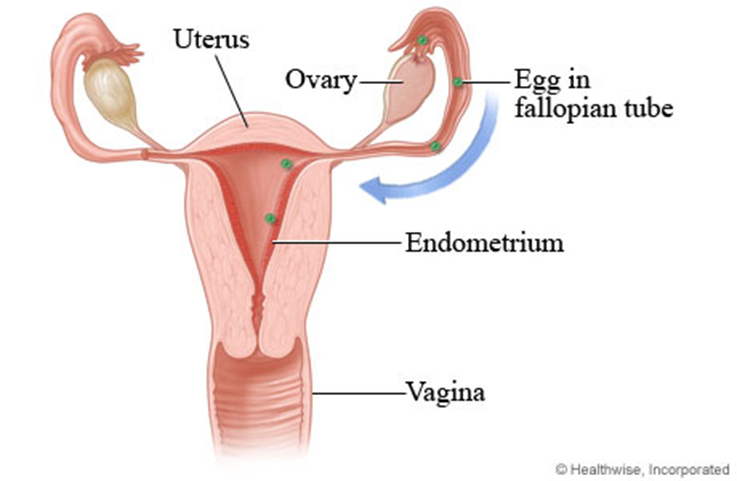 Uterus
Ovary
Egg in
fallopian tube
Endometrium
Vagina
© Healthwise, Incorporated